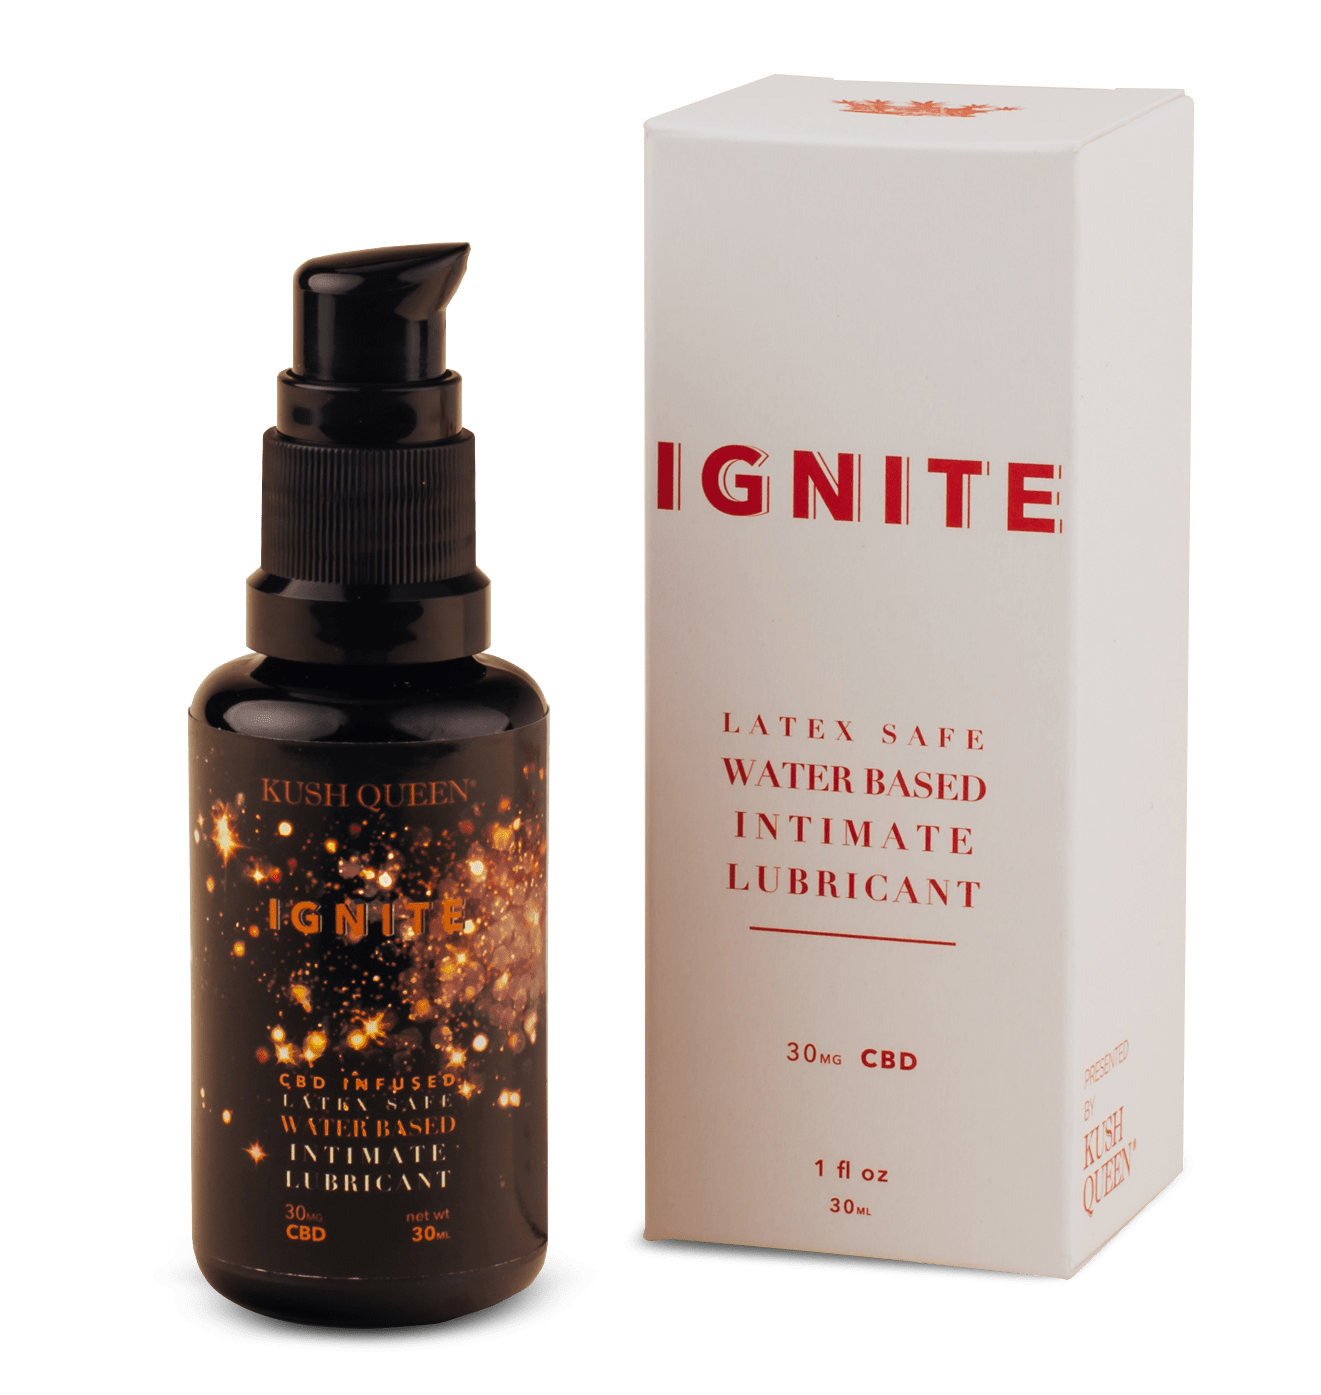 KUSH QUEEN®
IGNITE
CBD INFUSED
LATEX SAFE
WATER BASED
INTIMATE
LUBRICANT
30MG
CBD
net wt
30ML
IGNITE
LATEX SAFE
WATER BASED
INTIMATE
LUBRICANT
30MG CBD
1 fl oz
30ML
PRESENTED
BY
KUSH
QUEEN®